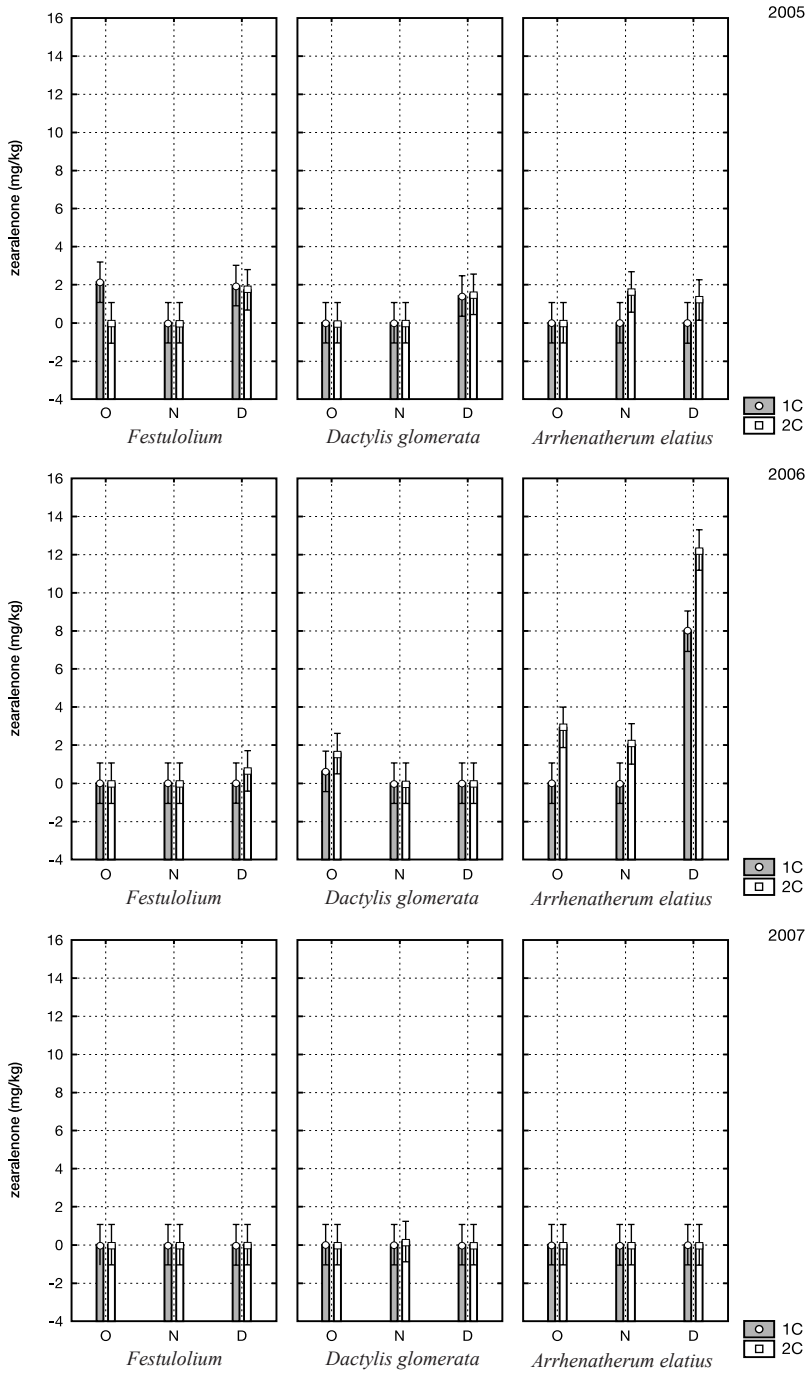 2005
16
14
12
10
8
6
4
2
0
-2
-4
zearalenone (mg/kg)
O N D O N D O N D
Festulolium Dactylis glomerata Arrhenatherum elatius
1C
2C
2006
16
14
12
10
8
6
4
2
0
-2
-4
zearalenone (mg/kg)
O N D O N D O N D
Festulolium Dactylis glomerata Arrhenatherum elatius
1C
2C
2007
16
14
12
10
8
6
4
2
0
-2
-4
zearalenone (mg/kg)
O N D O N D O N D
Festulolium Dactylis glomerata Arrhenatherum elatius
1C
2C